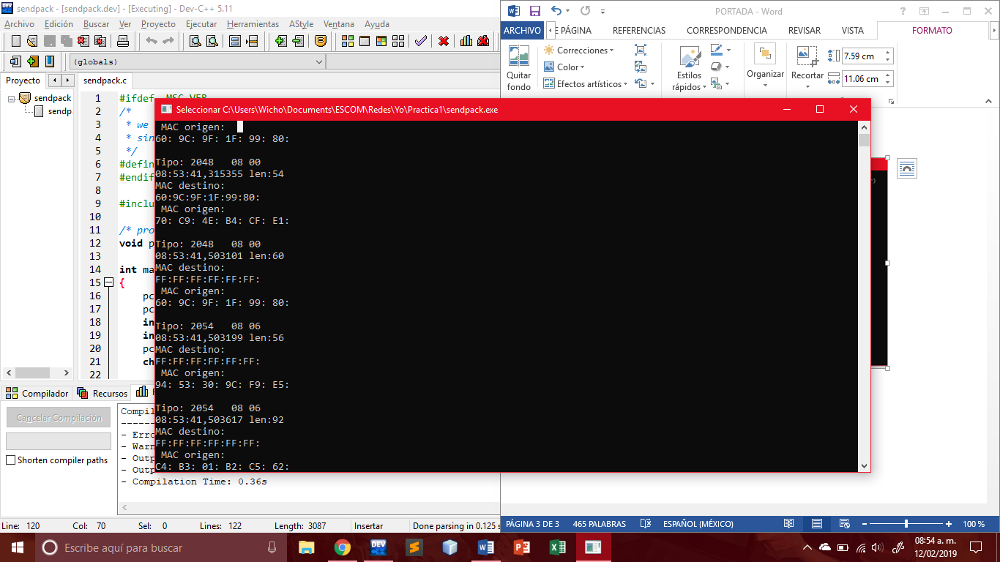 sendpack - [sendpack.dev] - [Executing] - Dev-C++ 5.11
Archivo Edición Buscar Ver Proyecto Ejecutar Herramientas AStyle Ventana Ayuda
(globals)
Proyecto
sendpack.c
sendpack
sendp
1 #ifdef _MSC_VER
2 /*
3 * we
4 * sin
5 */
6 #defin
7 #endif
8
9 #inclu
10
11 /* pro
12 void p
13
14 int ma
15 {
16 pc
17 pc
18 in
19 in
20 pc
21 ch
22
Compilador Recursos
Cancelar Compilación
Shorten compiler paths
Compil
- Erro
- Warn
- Outp
- Outp
- Compilation Time: 0.36s
Line: 120 Col: 70 Sel: 0 Lines: 122 Length: 3087 Insertar Done parsing in 0.125 s
PORTADA - Word
ARCHIVO E PÁGINA REFERENCIAS CORRESPONDENCIA REVISAR VISTA FORMATO
Quitar fondo
Correcciones
Color
Efectos artísticos
Estilos rápidos
Organizar
Recortar
7.59 cm
11.06 cm
Seleccionar C:\Users\Wicho\Documents\ESCOM\Redes\Yo\Practica1\sendpack.exe
MAC origen:
60: 9C: 9F: 1F: 99: 80:
Tipo: 2048 08 00
08:53:41,315355 len:54
MAC destino:
60:9C:9F:1F:99:80:
MAC origen:
70: C9: 4E: B4: CF: E1:
Tipo: 2048 08 00
08:53:41,503101 len:60
MAC destino:
FF:FF:FF:FF:FF:FF:
MAC origen:
60: 9C: 9F: 1F: 99: 80:
Tipo: 2054 08 06
08:53:41,503199 len:56
MAC destino:
FF:FF:FF:FF:FF:FF:
MAC origen:
94: 53: 30: 9C: F9: E5:
Tipo: 2054 08 06
08:53:41,503617 len:92
MAC destino:
FF:FF:FF:FF:FF:FF:
MAC origen:
C4: B3: 01: B2: C5: 62:
PÁGINA 3 DE 3 465 PALABRAS ESPAÑOL (MÉXICO) 100 %
Escribe aquí para buscar
08:54 a. m.
12/02/2019